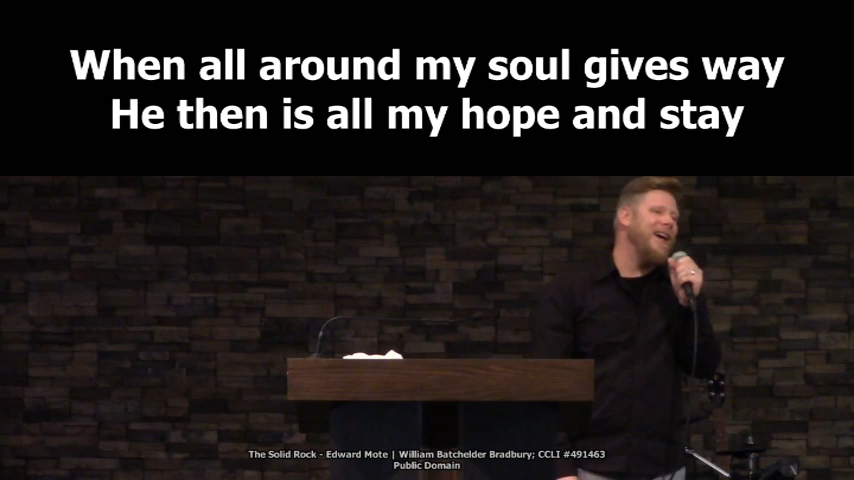 When all around my soul gives way
He then is all my hope and stay
The Solid Rock - Edward Mote | William Batchelder Bradbury; CCLI #491463
Public Domain